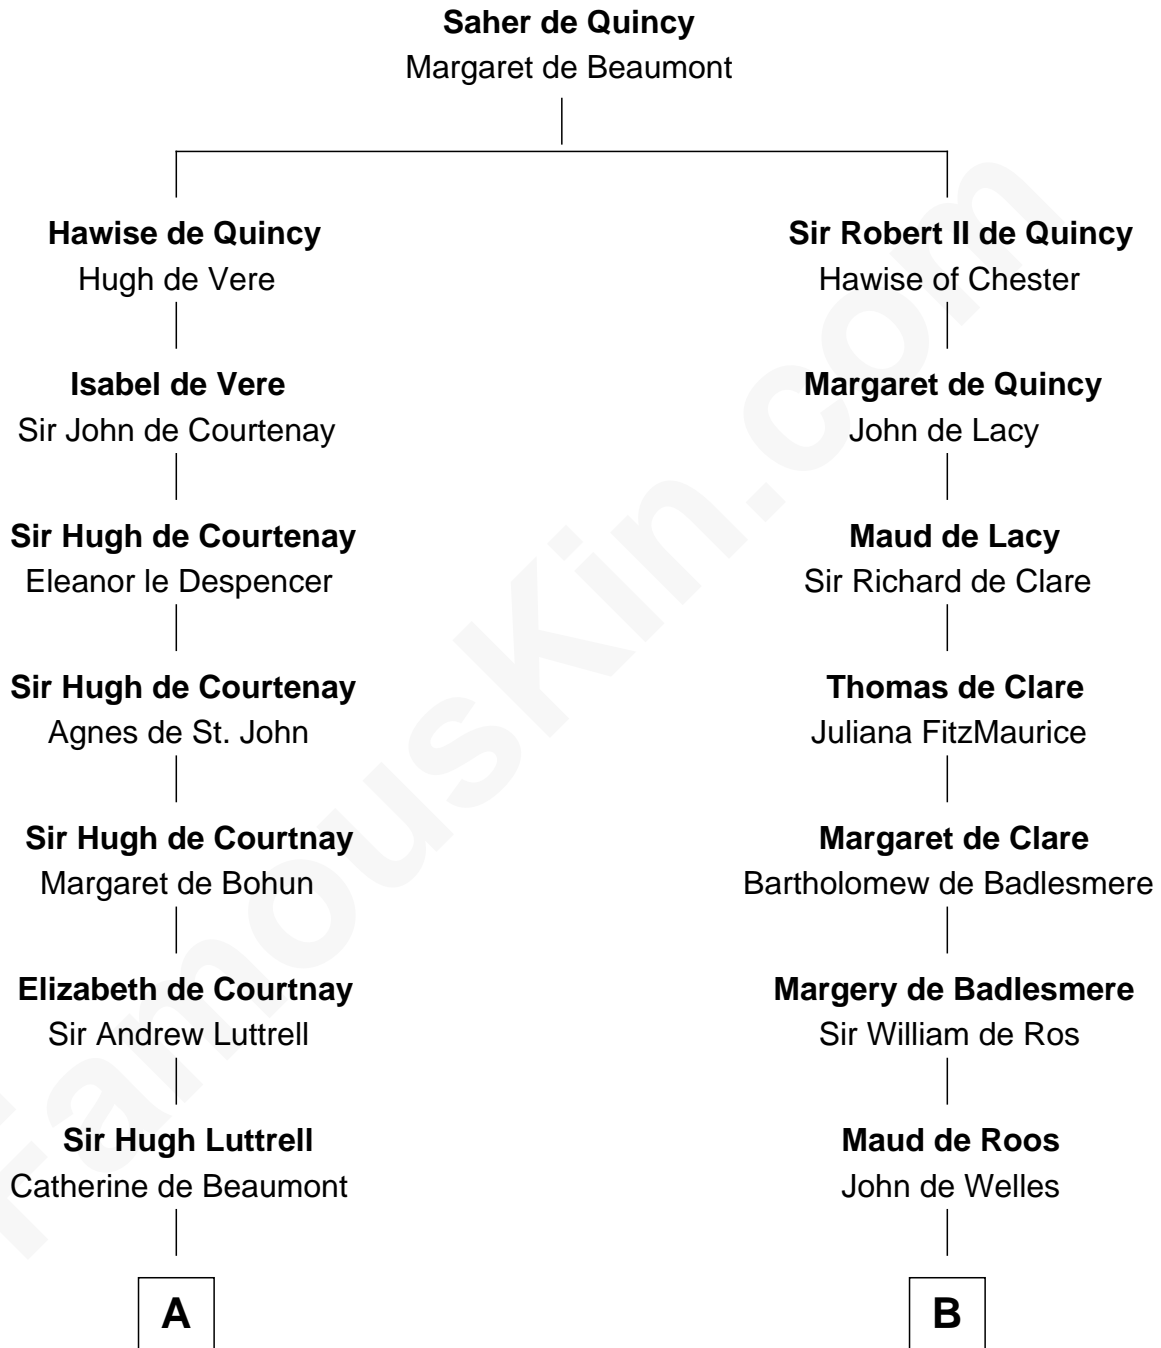 Saher de Quincy
Margaret de Beaumont
Hawise de Quincy
Hugh de Vere
Sir Robert II de Quincy
Hawise of Chester
Isabel de Vere
Sir John de Courtenay
Margaret de Quincy
John de Lacy
Sir Hugh de Courtenay
Eleanor le Despencer
Maud de Lacy
Sir Richard de Clare
Sir Hugh de Courtenay
Agnes de St. John
Thomas de Clare
Juliana FitzMaurice
Sir Hugh de Courtnay
Margaret de Bohun
Margaret de Clare
Bartholomew de Badlesmere
Elizabeth de Courtnay
Sir Andrew Luttrell
Margery de Badlesmere
Sir William de Ros
Sir Hugh Luttrell
Catherine de Beaumont
Maud de Roos
John de Welles
A
B
FamousKin.com